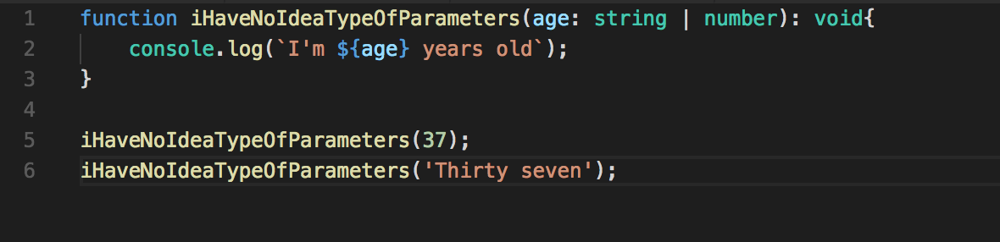 1 function iHaveNoIdeaTypeOfParameters(age: string | number): void{
2     console.log(`I'm ${age} years old`);
3 }
4
5 iHaveNoIdeaTypeOfParameters(37);
6 iHaveNoIdeaTypeOfParameters('Thirty seven');